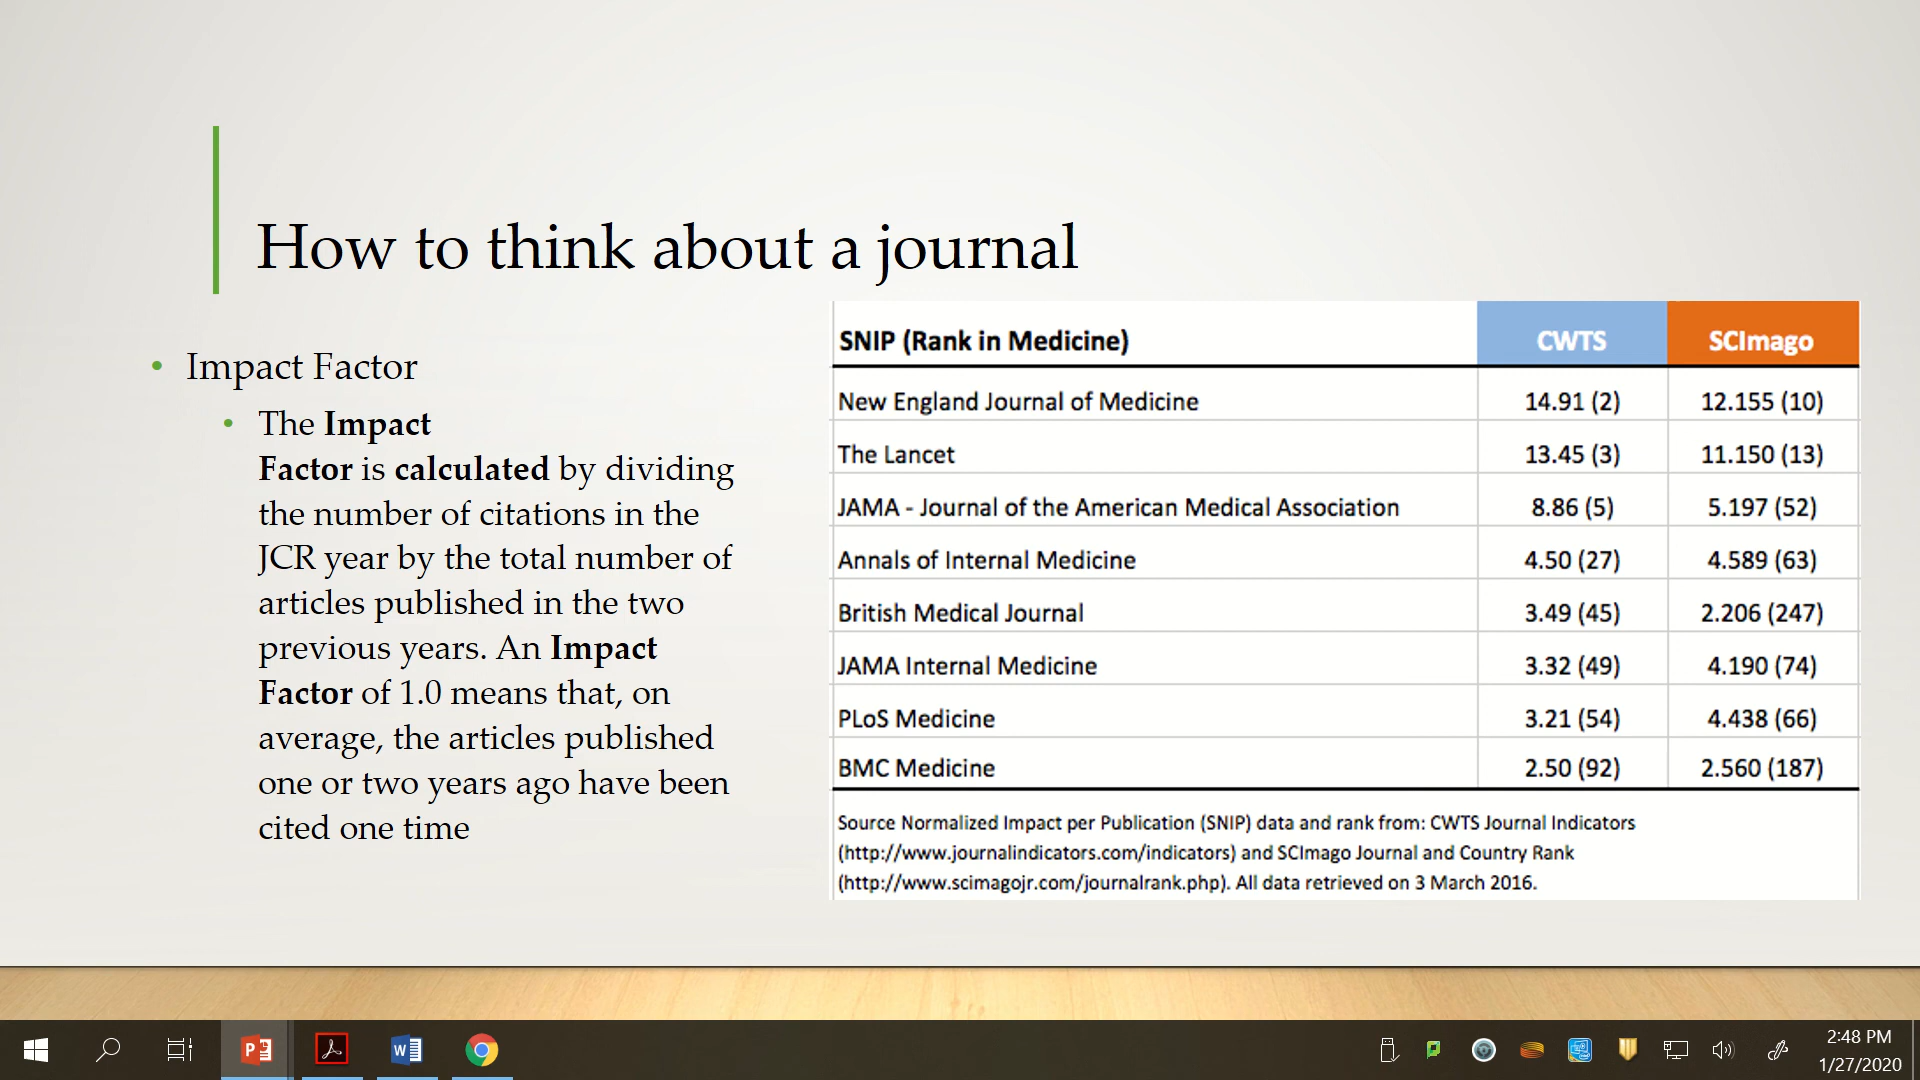 How to think about a journal
• Impact Factor
• The Impact
Factor is calculated by dividing
the number of citations in the
JCR year by the total number of
articles published in the two
previous years. An Impact
Factor of 1.0 means that, on
average, the articles published
one or two years ago have been
cited one time
SNIP (Rank in Medicine) CWTS SCImago
New England Journal of Medicine 14.91 (2) 12.155 (10)
The Lancet 13.45 (3) 11.150 (13)
JAMA - Journal of the American Medical Association 8.86 (5) 5.197 (52)
Annals of Internal Medicine 4.50 (27) 4.589 (63)
British Medical Journal 3.49 (45) 2.206 (247)
JAMA Internal Medicine 3.32 (49) 4.190 (74)
PLoS Medicine 3.21 (54) 4.438 (66)
BMC Medicine 2.50 (92) 2.560 (187)
Source Normalized Impact per Publication (SNIP) data and rank from: CWTS Journal Indicators
(http://www.journalindicators.com/indicators) and SCImago Journal and Country Rank
(http://www.scimagojr.com/journalrank.php). All data retrieved on 3 March 2016.
2:48 PM
1/27/2020